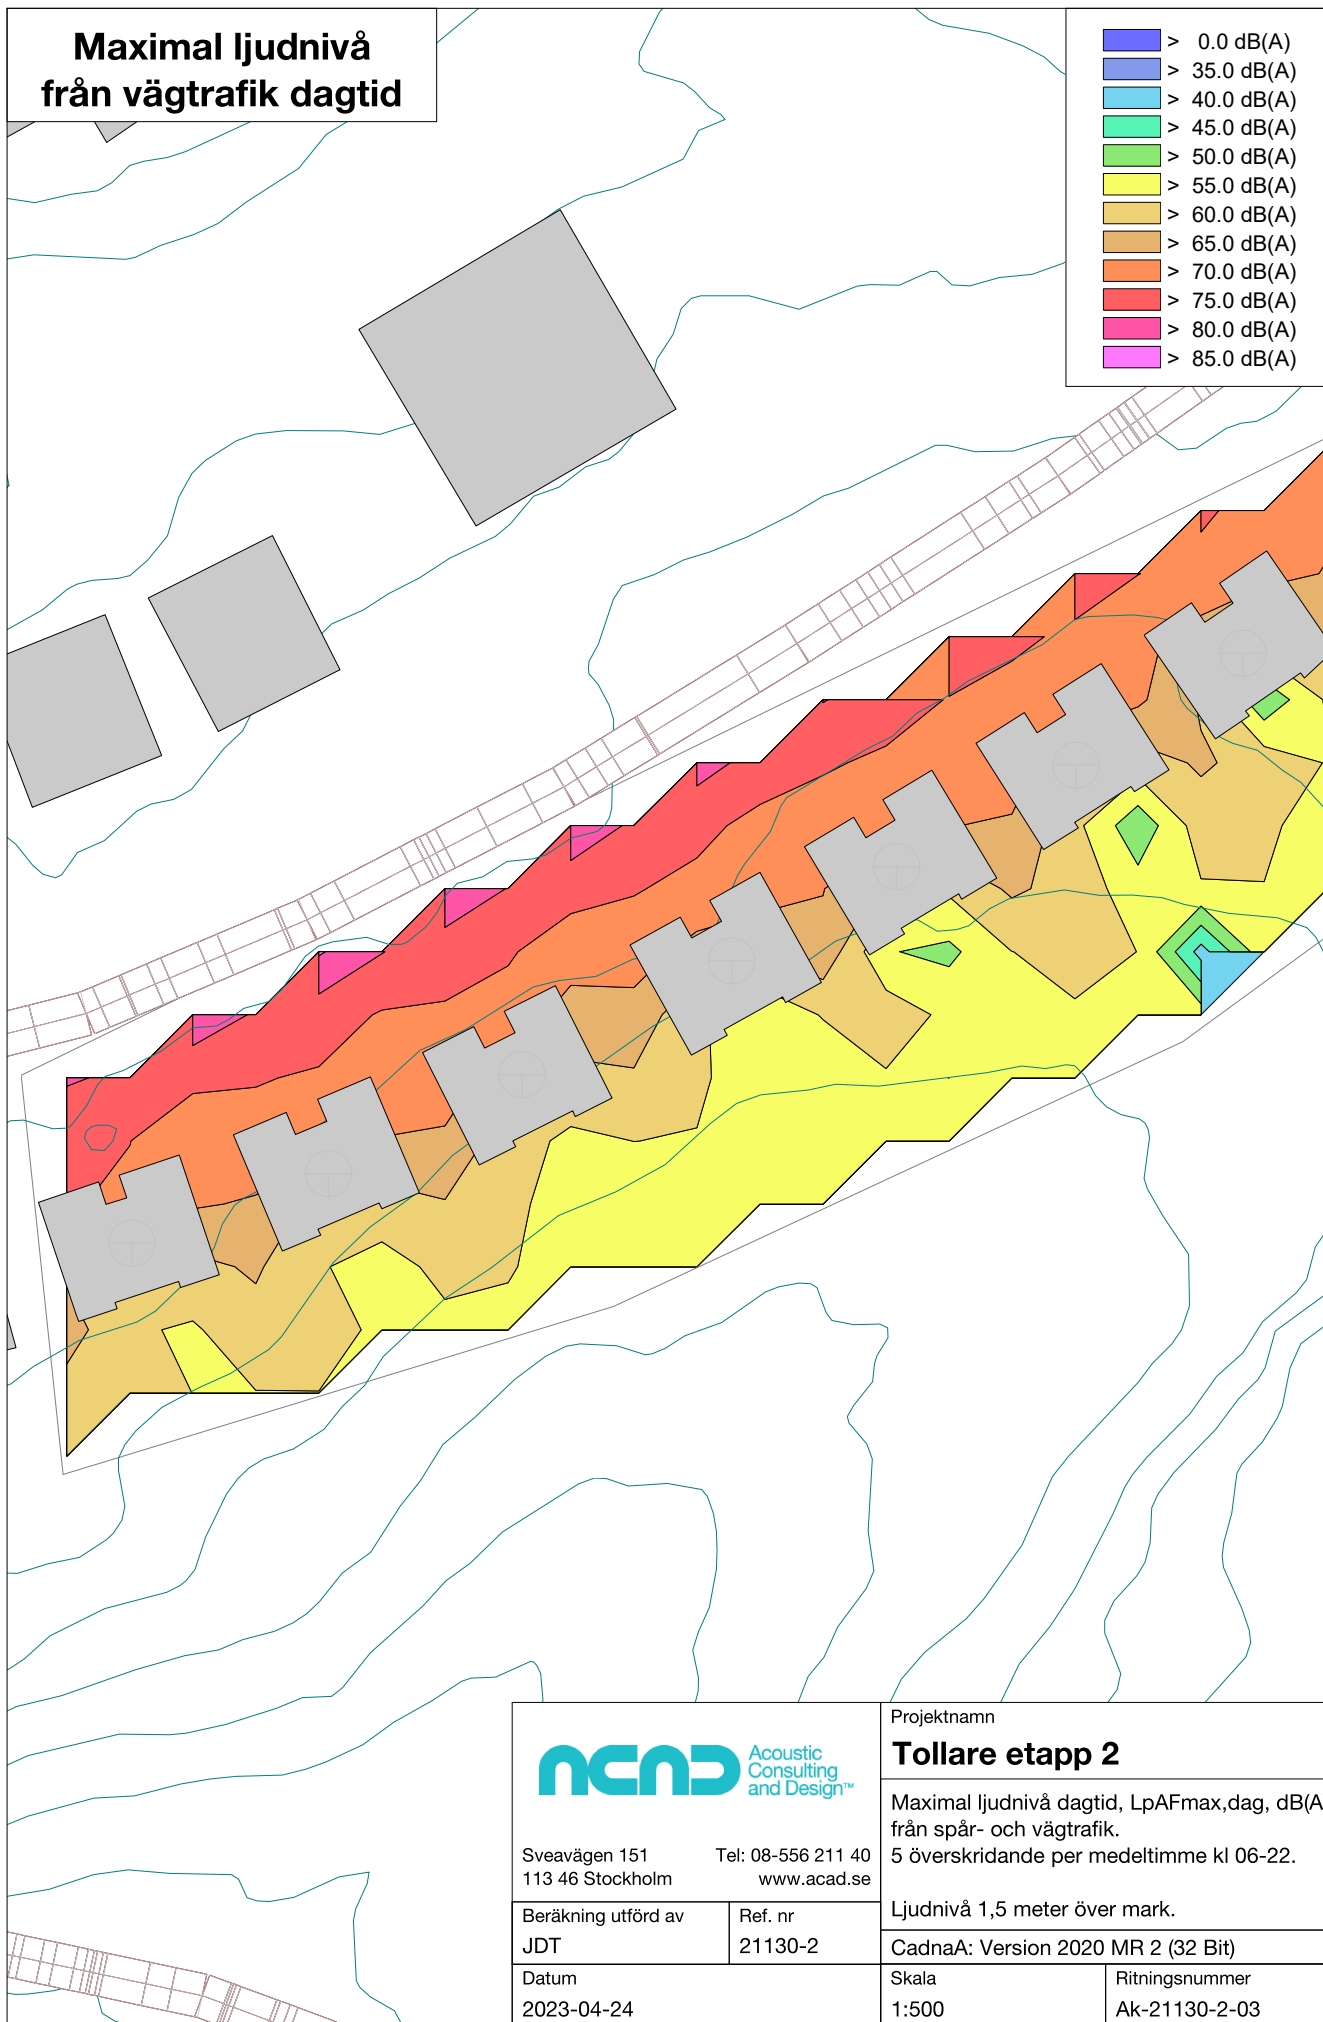 Maximal ljudnivå
från vägtrafik dagtid
> 0.0 dB(A)
> 35.0 dB(A)
> 40.0 dB(A)
> 45.0 dB(A)
> 50.0 dB(A)
> 55.0 dB(A)
> 60.0 dB(A)
> 65.0 dB(A)
> 70.0 dB(A)
> 75.0 dB(A)
> 80.0 dB(A)
> 85.0 dB(A)
ACAD
Acoustic
Consulting
and Design™
Sveavägen 151 Tel: 08-556 211 40
113 46 Stockholm www.acad.se
Beräkning utförd av
JDT
Ref. nr
21130-2
Datum
2023-04-24
Projektnamn
Tollare etapp 2
Maximal ljudnivå dagtid, LpAFmax,dag, dB(A
från spår- och vägtrafik.
5 överskridande per medeltimme kl 06-22.
Ljudnivå 1,5 meter över mark.
CadnaA: Version 2020 MR 2 (32 Bit)
Skala
1:500
Ritningsnummer
Ak-21130-2-03